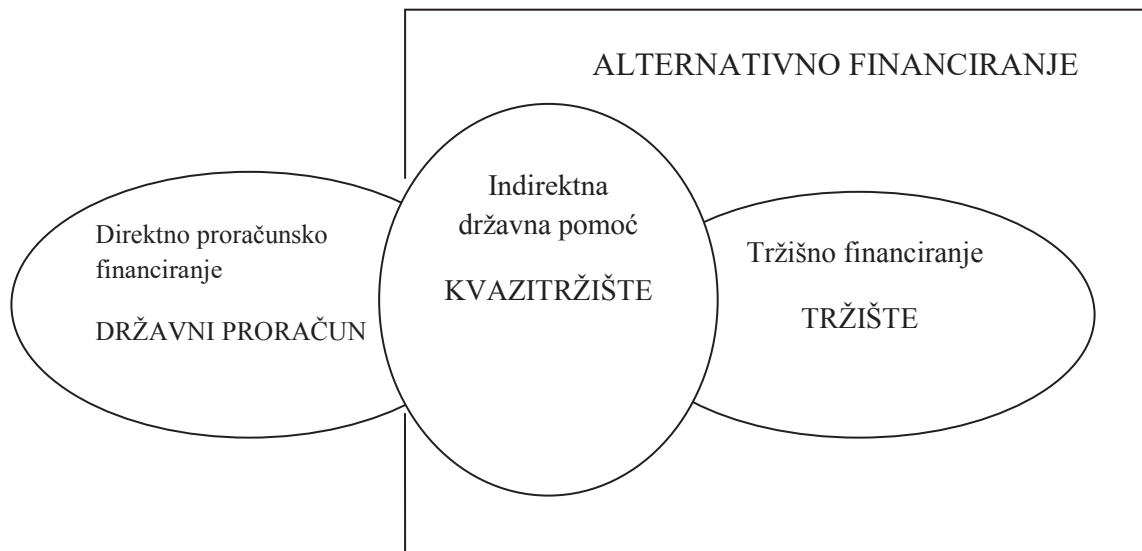 ALTERNATIVNO FINANCIRANJE
Direktno proračunsko
financiranje
DRŽAVNI PRORAČUN
Indirektna
državna pomoć
KVAZITRŽIŠTE
Tržišno financiranje
TRŽIŠTE